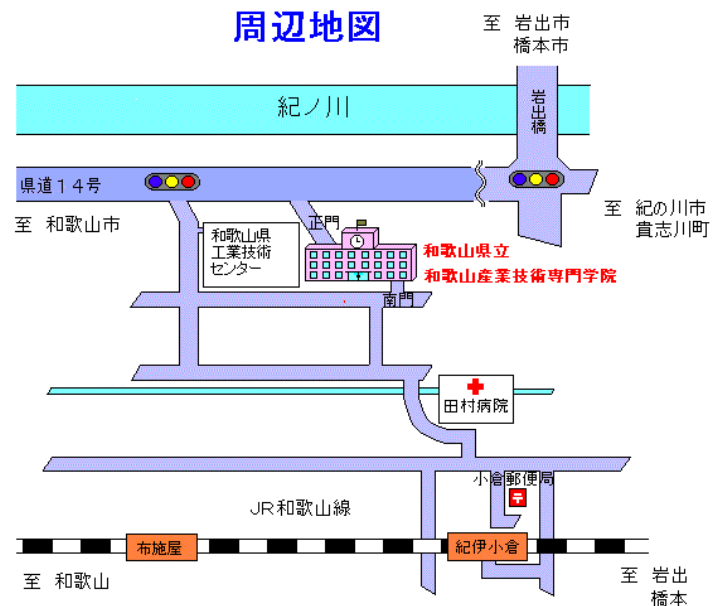 周辺地図
至 岩出市
橋本市
紀ノ川
岩出橋
県道14号
至 和歌山市
正門
和歌山県
工業技術
センター
和歌山県立
和歌山産業技術専門学院
至 紀の川市
貴志川町
南門
田村病院
小倉郵便局
〒
JR和歌山線
布施屋
紀伊小倉
至 和歌山
至 岩出
橋本